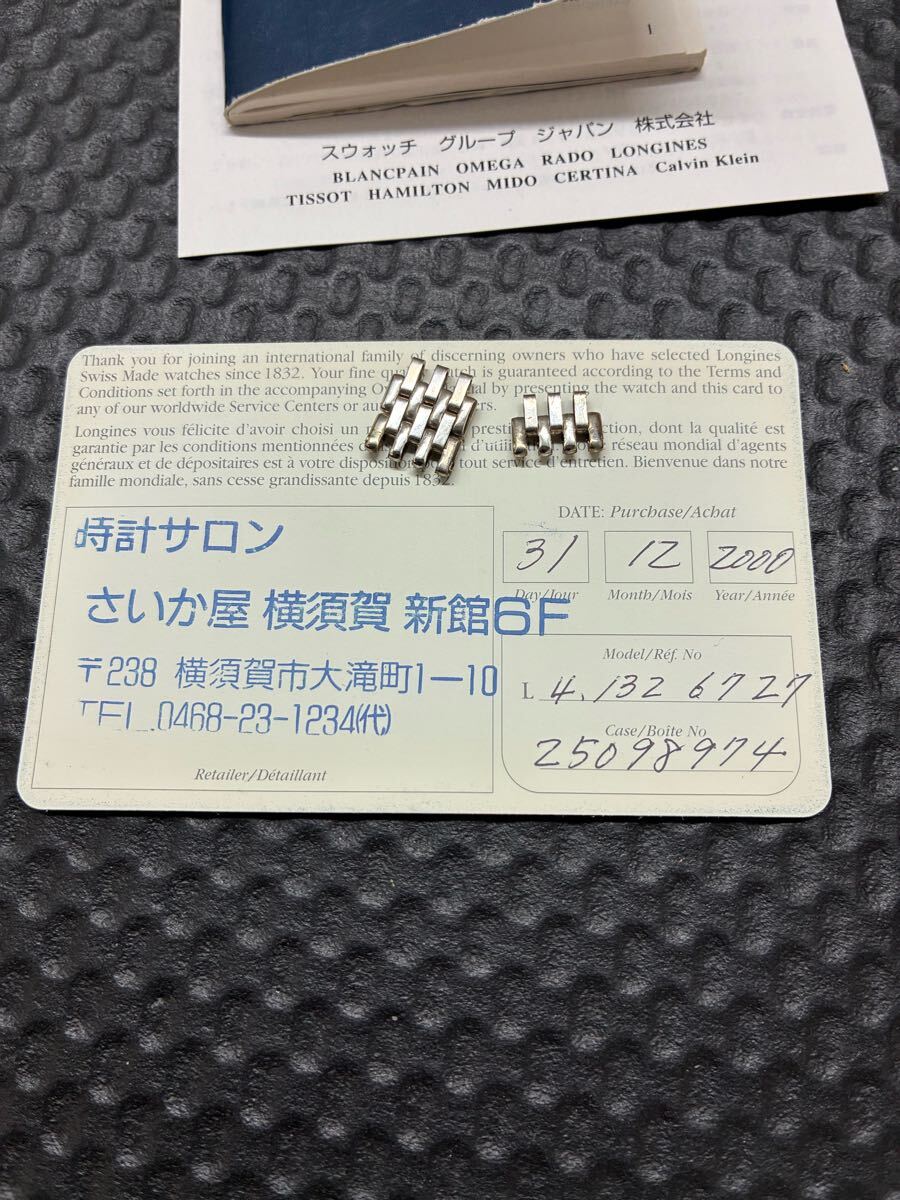 1
スウォッチ グループ ジャパン 株式会社
BLANCPAIN OMEGA RADO LONGINES
TISSOT HAMILTON MIDO CERTINA Calvin Klein
Thank you for joining an international family of discerning owners who have selected Longines
Swiss Made watches since 1832. Your fine is guaranteed according to the Terms and
Conditions set forth in the accompanying by presenting the watch and this card to
any of our worldwide Service Centers or
Longines vous félicite d'avoir choisi un dont la qualité est
garantie par les conditions mentionnées réseau mondial d'agents
généraux et de dépositaires est à votre tout service d'entretien. Bienvenue dans notre
famille mondiale, sans cesse grandissante depuis
時計サロン
さいか屋 横須賀 新館6F
〒238 横須賀市大滝町1-10
TEL.0468-23-1234(代)
Retailer/Détaillant
DATE: Purchase/Achat
31 12 2000
Day/Jour Month/Mois Year/Année
Model/Réf. No
L 4.132 6727
Case/Boîte No
25098974